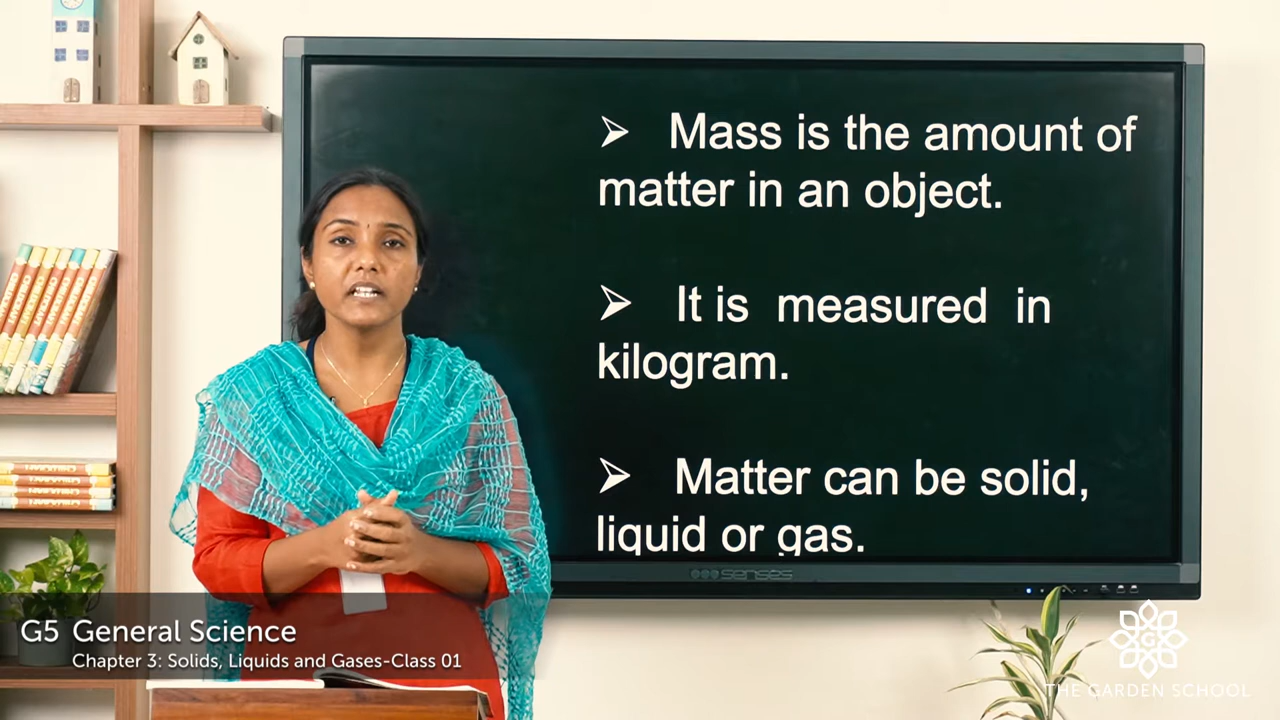 ➢ Mass is the amount of
matter in an object.
➢ It is measured in
kilogram.
➢ Matter can be solid,
liquid or gas.
senses
G5 General Science
Chapter 3: Solids, Liquids and Gases-Class 01
G
THE GARDEN SCHOOL